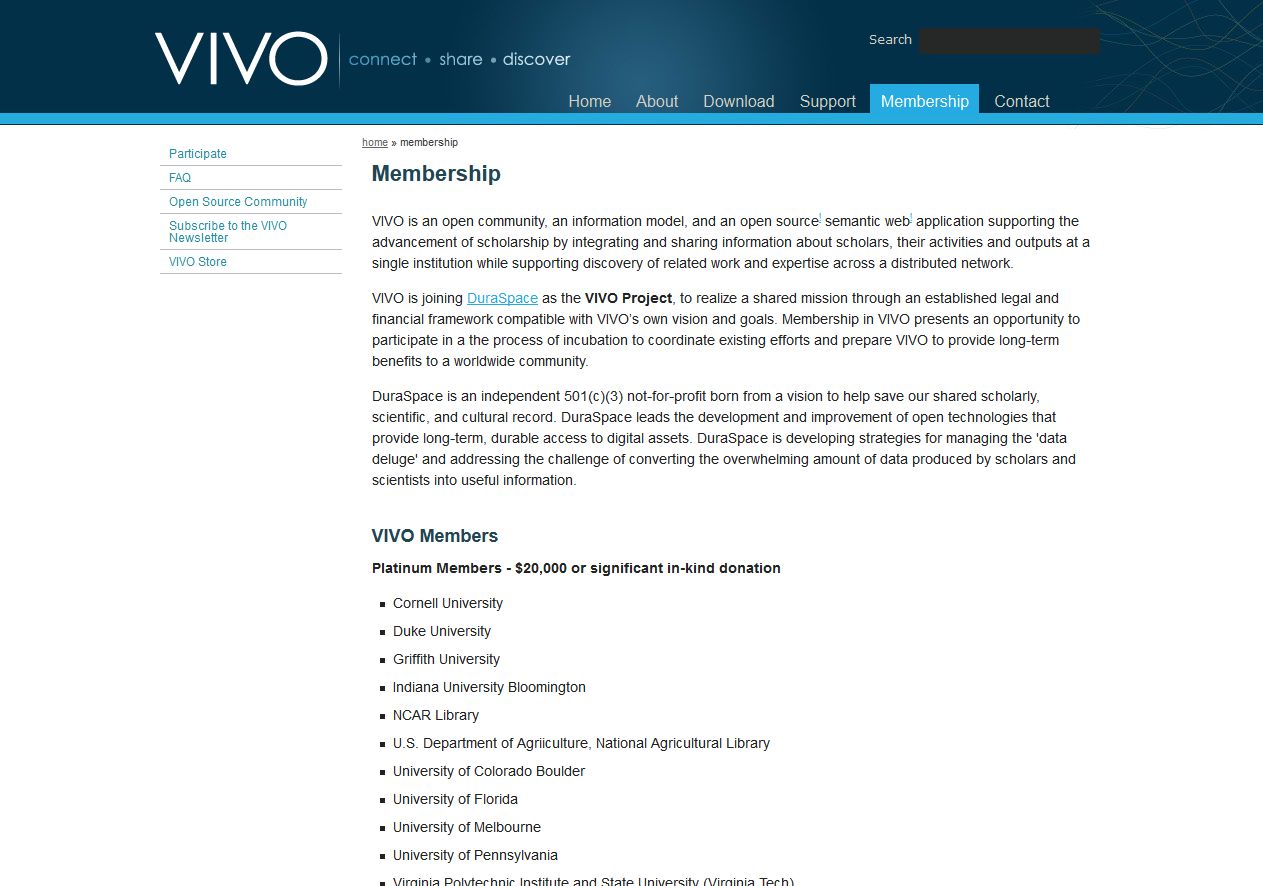 VIVO
connect • share • discover
Search
Home About Download Support Membership Contact
Participate
FAQ
Open Source Community
Subscribe to the VIVO
Newsletter
VIVO Store
home » membership
Membership
VIVO is an open community, an information model, and an open source semantic web application supporting the
advancement of scholarship by integrating and sharing information about scholars, their activities and outputs at a
single institution while supporting discovery of related work and expertise across a distributed network.
VIVO is joining DuraSpace as the VIVO Project, to realize a shared mission through an established legal and
financial framework compatible with VIVO's own vision and goals. Membership in VIVO presents an opportunity to
participate in a the process of incubation to coordinate existing efforts and prepare VIVO to provide long-term
benefits to a worldwide community.
DuraSpace is an independent 501(c)(3) not-for-profit born from a vision to help save our shared scholarly,
scientific, and cultural record. DuraSpace leads the development and improvement of open technologies that
provide long-term, durable access to digital assets. DuraSpace is developing strategies for managing the 'data
deluge' and addressing the challenge of converting the overwhelming amount of data produced by scholars and
scientists into useful information.
VIVO Members
Platinum Members - $20,000 or significant in-kind donation
▪ Cornell University
▪ Duke University
▪ Griffith University
▪ Indiana University Bloomington
▪ NCAR Library
▪ U.S. Department of Agriiculture, National Agricultural Library
▪ University of Colorado Boulder
▪ University of Florida
▪ University of Melbourne
▪ University of Pennsylvania
▪ Virginia Polytechnic Institute and State University (Virginia Tech)